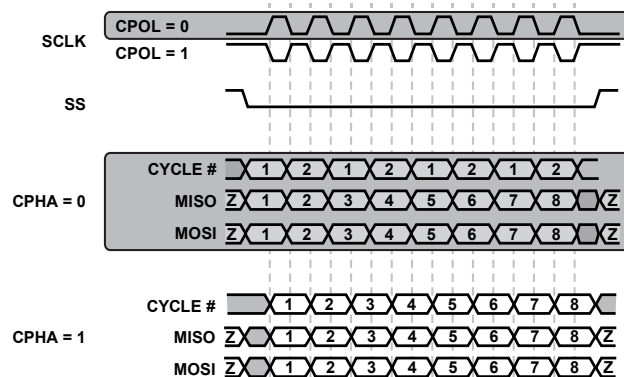 CPOL = 0
SCLK
CPOL = 1
SS
CYCLE # 1 2 1 2 1 2 1 2
CPHA = 0 MISO Z 1 2 3 4 5 6 7 8 Z
MOSI Z 1 2 3 4 5 6 7 8 Z
CYCLE # 1 2 3 4 5 6 7 8
CPHA = 1 MISO Z 1 2 3 4 5 6 7 8 Z
MOSI Z 1 2 3 4 5 6 7 8 Z